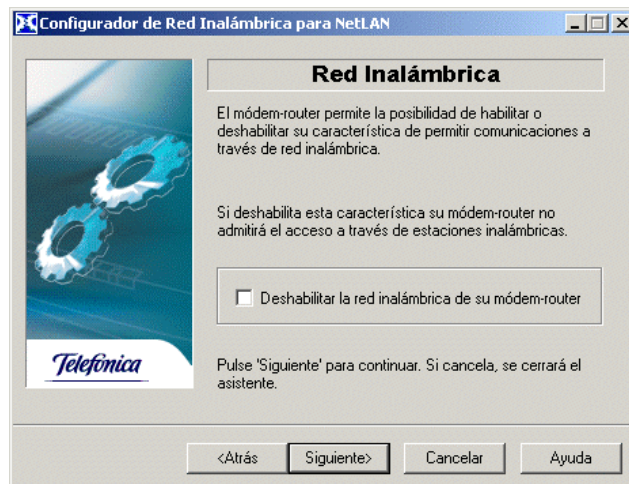 Configurador de Red Inalámbrica para NetLAN
Red Inalámbrica
El módem-router permite la posibilidad de habilitar o
deshabilitar su característica de permitir comunicaciones a
través de red inalámbrica.
Si deshabilita esta característica su módem-router no
admitirá el acceso a través de estaciones inalámbricas.
Deshabilitar la red inalámbrica de su módem-router
Telefónica
Pulse 'Siguiente' para continuar. Si cancela, se cerrará el
asistente.
<Atrás
Siguiente>
Cancelar
Ayuda